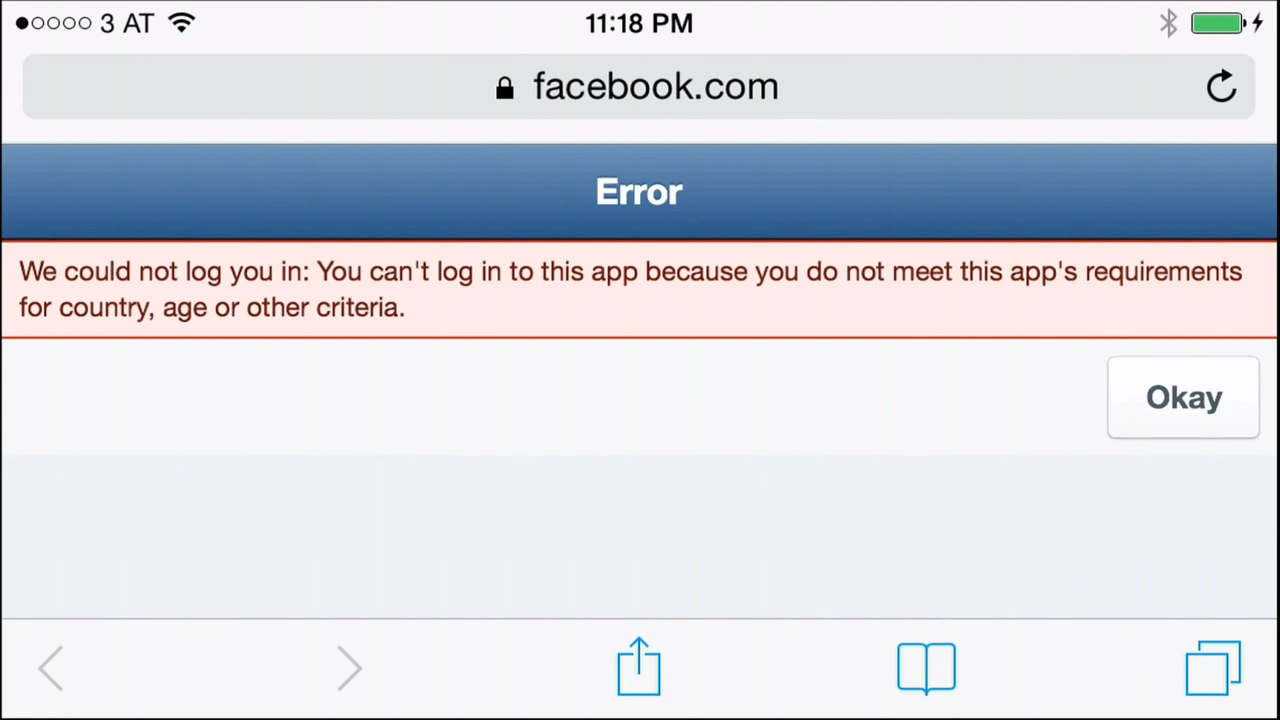 3 AT 11:18 PM
facebook.com
Error
We could not log you in: You can't log in to this app because you do not meet this app's requirements
for country, age or other criteria.
Okay